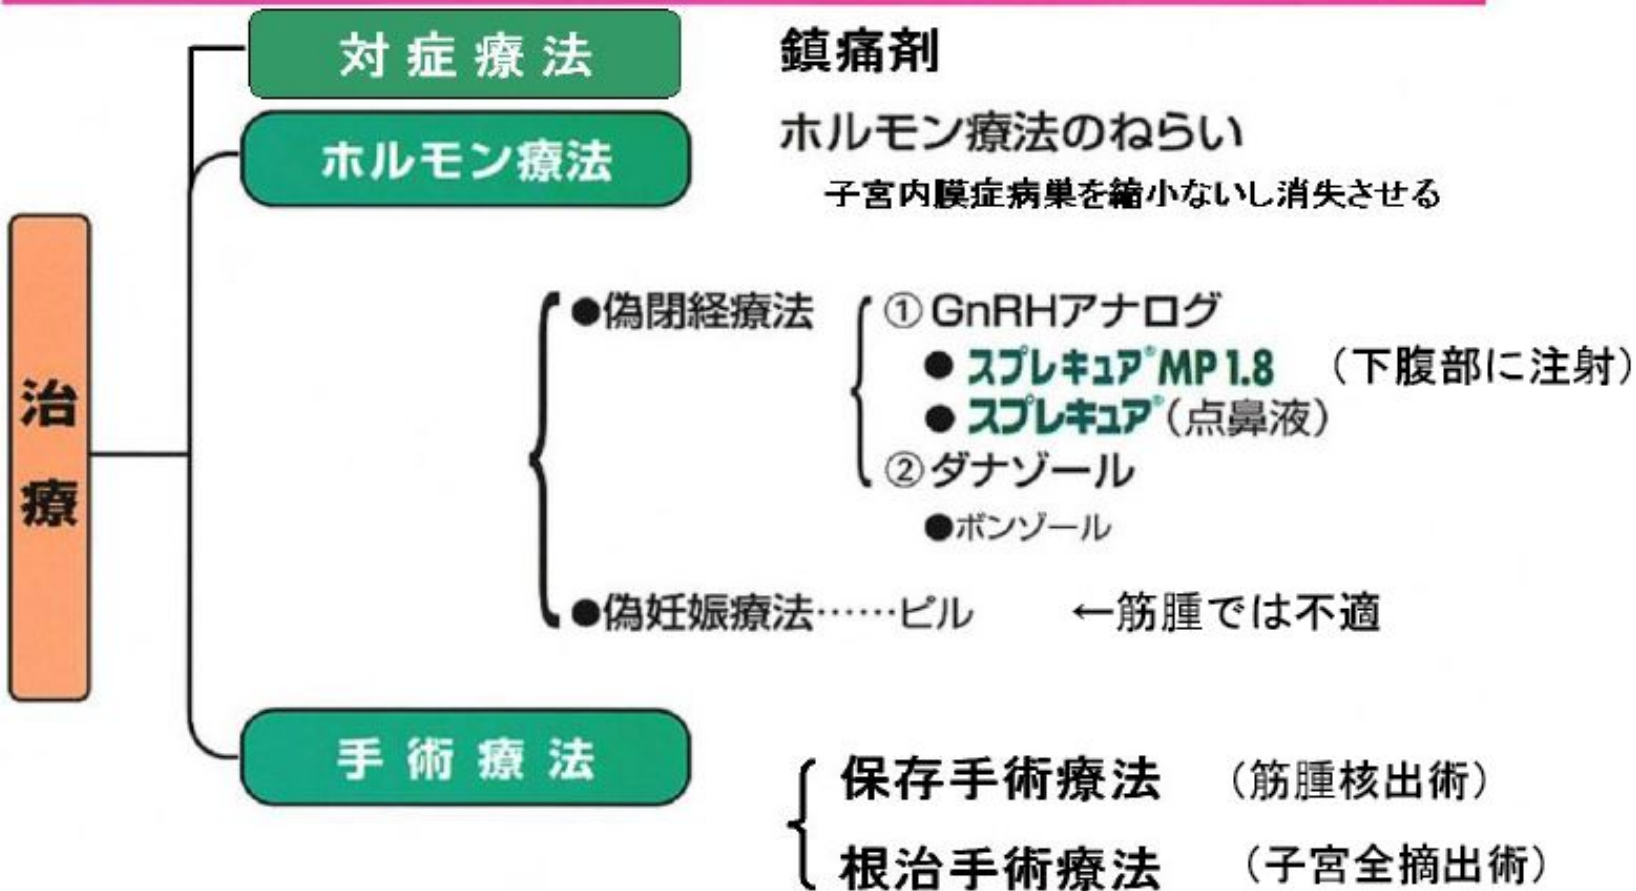 対症療法 鎮痛剤
ホルモン療法 ホルモン療法のねらい
子宮内膜症病巣を縮小ないし消失させる
治療
●偽閉経療法 ①GnRHアナログ
●スプレキュア®MP1.8 (下腹部に注射)
●スプレキュア®(点鼻液)
②ダナゾール
●ボンゾール
●偽妊娠療法……ピル ←筋腫では不適
手術療法
保存手術療法 (筋腫核出術)
根治手術療法 (子宮全摘出術)